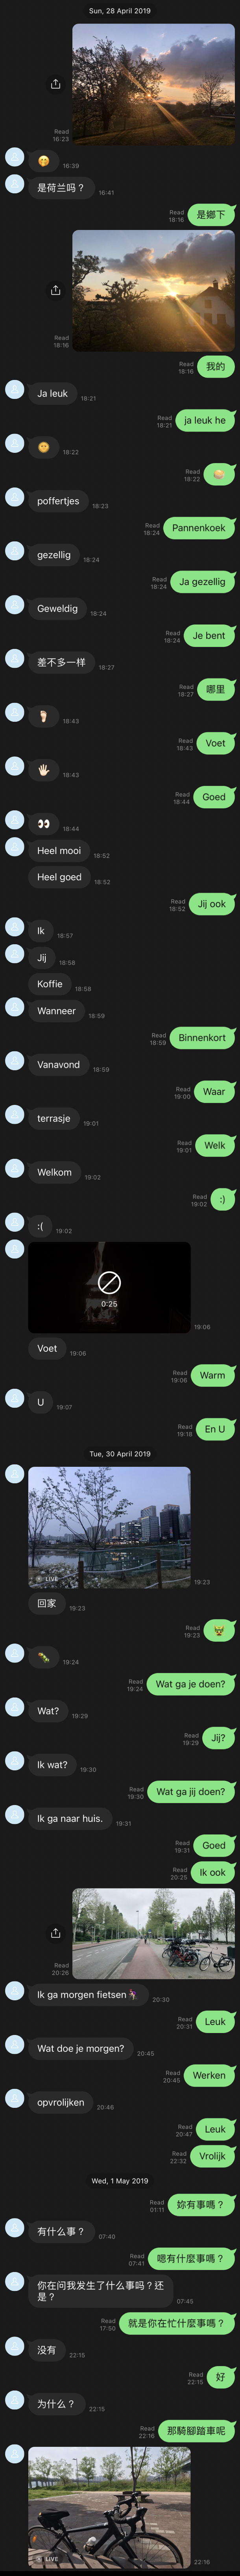 Sun, 28 April 2019
Read
16:23
🤭
16:39
是荷兰吗？
16:41
Read
18:16
是鄉下
Read
18:16
Read
18:16
我的
Ja leuk
18:21
Read
18:21
ja leuk he
18:22
Read
18:22
poffertjes
18:23
Read
18:24
Pannenkoek
gezellig
18:24
Read
18:24
Ja gezellig
Geweldig
18:24
Read
18:24
Je bent
差不多一样
18:27
Read
18:27
哪里
18:43
Read
18:43
Voet
18:43
Read
18:44
Goed
👀
18:44
Heel mooi
18:52
Heel goed
18:52
Read
18:52
Jij ook
Ik
18:57
Jij
18:58
Koffie
18:58
Wanneer
18:59
Read
18:59
Binnenkort
Vanavond
18:59
Read
19:00
Waar
terrasje
19:01
Read
19:01
Welk
Welkom
19:02
Read
19:02
:)
:(
19:02
0:25
19:06
Voet
19:06
Read
19:06
Warm
U
19:07
Read
19:16
En U
Tue, 30 April 2019
LIVE
19:23
回家
19:23
Read
19:23
🐛
19:24
Read
19:24
Wat ga je doen?
Wat?
19:29
Read
19:29
Jij?
Ik wat?
19:30
Read
19:30
Wat ga jij doen?
Ik ga naar huis.
19:31
Read
19:31
Goed
Read
20:25
Ik ook
Read
20:26
Ik ga morgen fietsen
20:30
Read
20:31
Leuk
Wat doe je morgen?
20:45
Read
20:45
Werken
opvrolijken
20:46
Read
20:47
Leuk
Read
22:32
Vrolijk
Wed, 1 May 2019
Read
01:11
妳有事嗎？
有什么事？
07:40
Read
07:41
嗯有什麼事嗎？
你在问我发生了什么事吗？还
是？
07:45
Read
17:50
就是你在忙什麼事嗎？
没有
22:15
Read
22:15
好
为什么？
22:15
Read
22:16
那騎腳踏車呢
LIVE
22:16